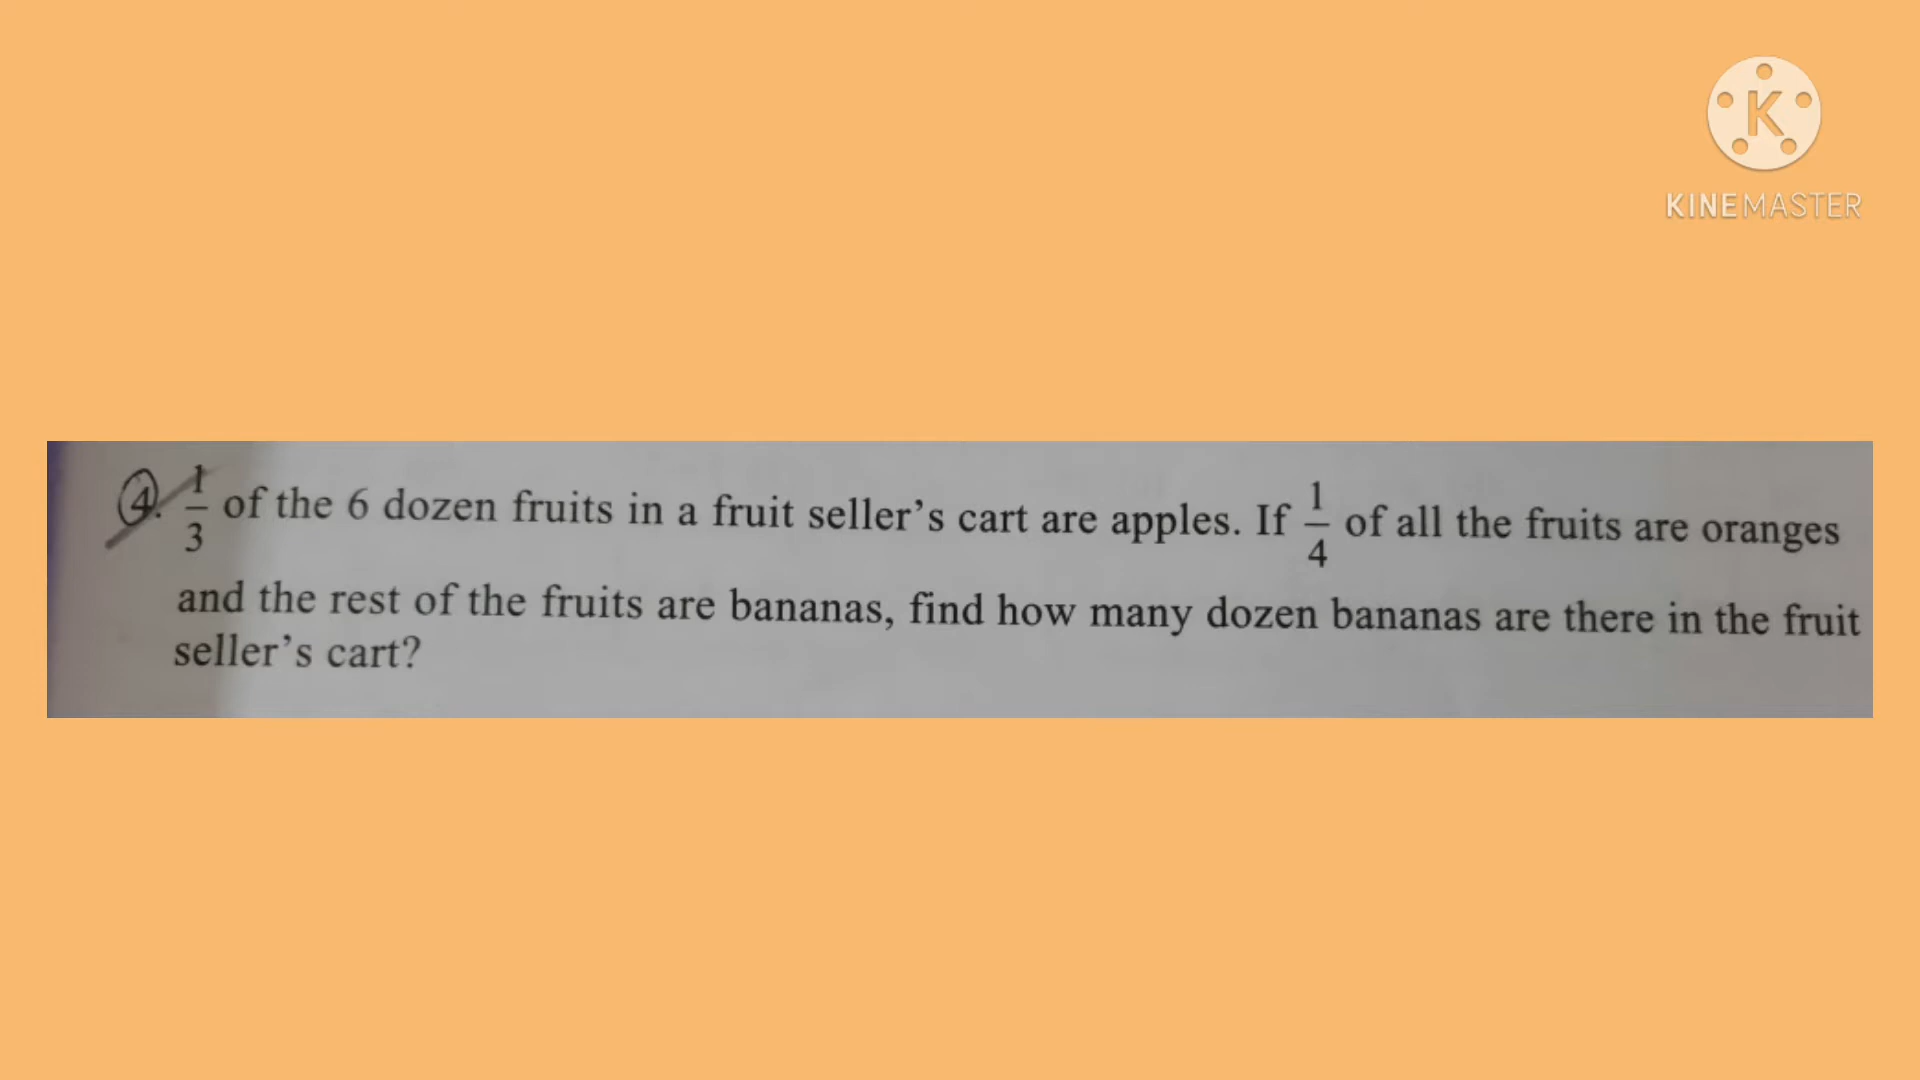 K
KINEMASTER
4. 1/3 of the 6 dozen fruits in a fruit seller's cart are apples. If 1/4 of all the fruits are oranges
and the rest of the fruits are bananas, find how many dozen bananas are there in the fruit
seller's cart?